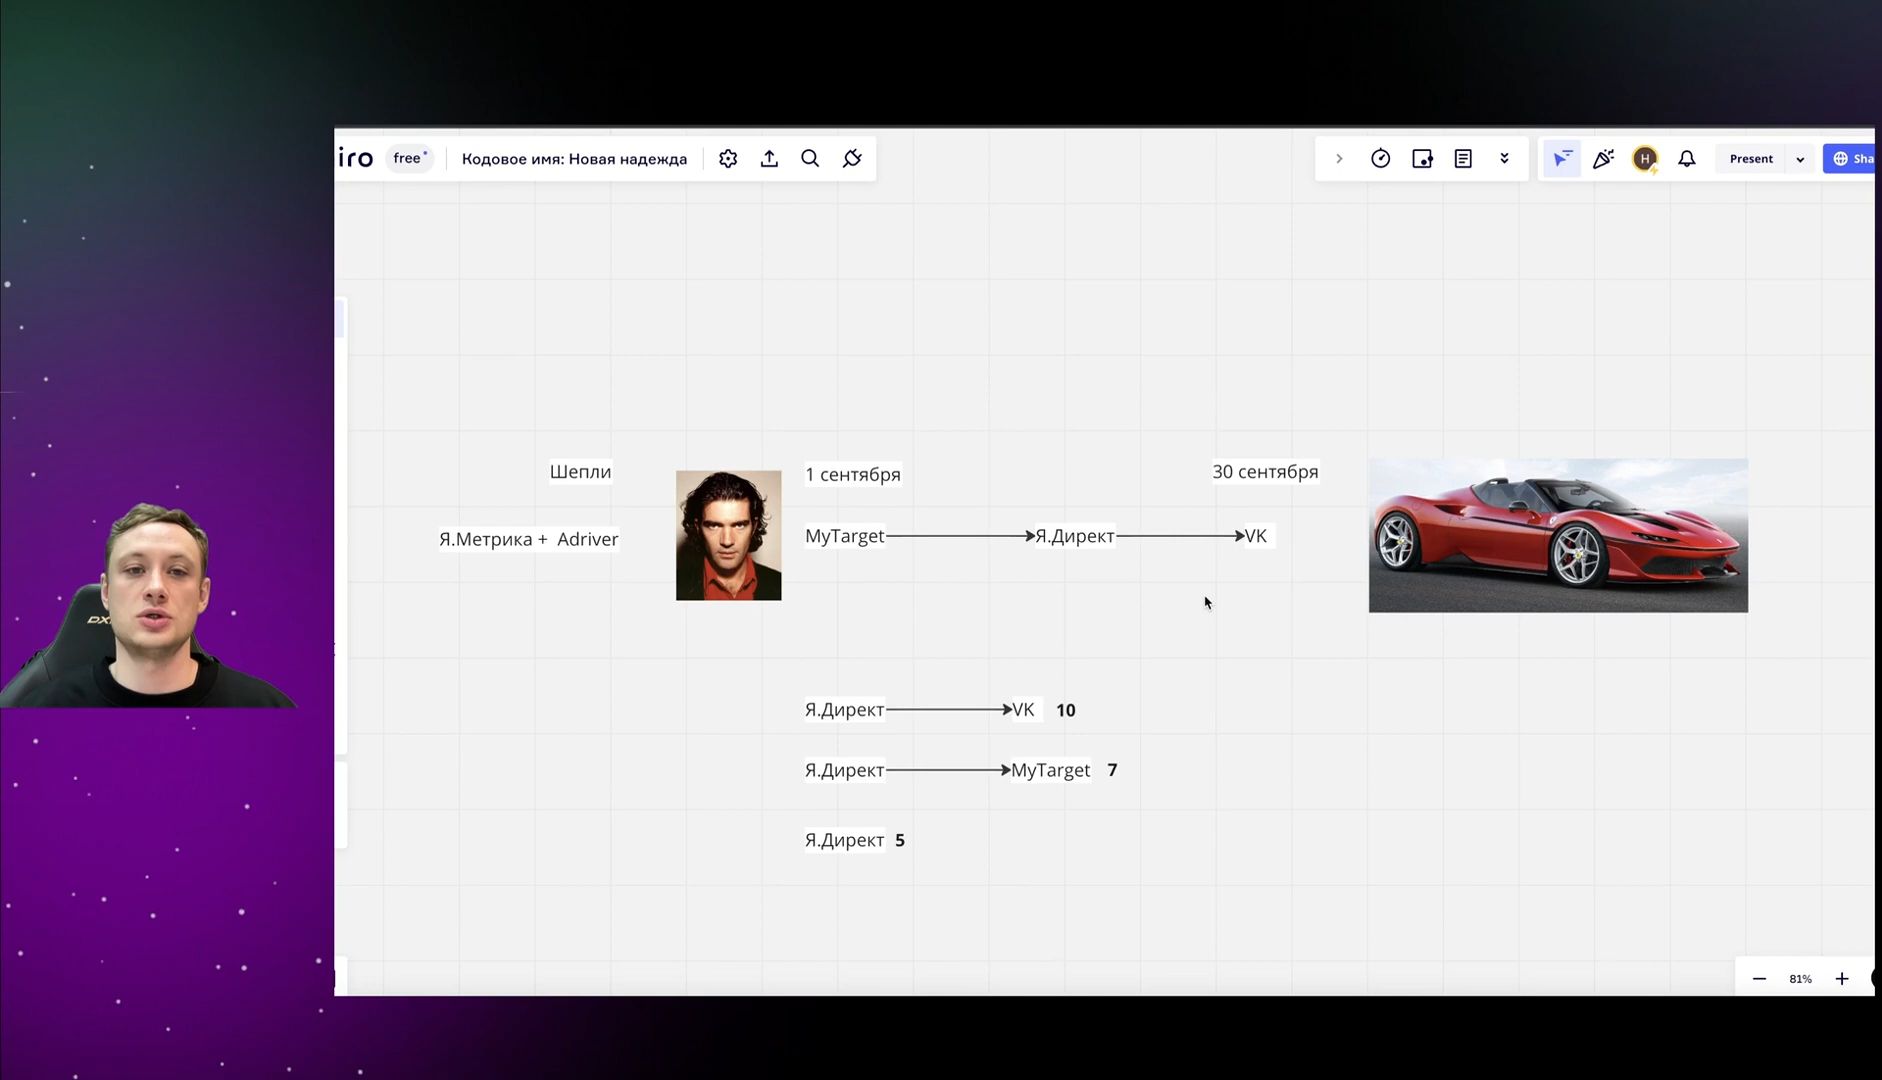 iro free Кодовое имя: Новая надежда Present Sha
Шепли 1 сентября 30 сентября
Я.Метрика + Adriver MyTarget Я.Директ VK
Я.Директ VK 10
Я.Директ MyTarget 7
Я.Директ 5
H
DX
81%